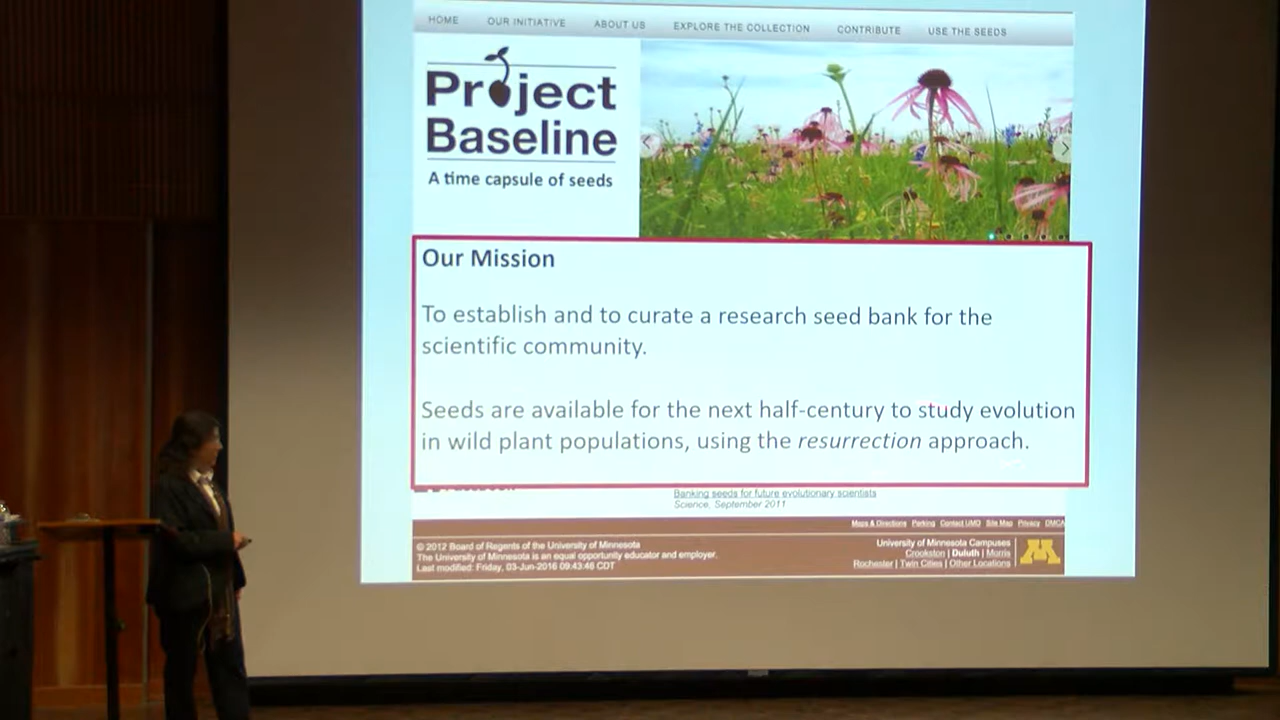 HOME OUR INITIATIVE ABOUT US EXPLORE THE COLLECTION CONTRIBUTE USE THE SEEDS
Project
Baseline
A time capsule of seeds
Our Mission
To establish and to curate a research seed bank for the
scientific community.
Seeds are available for the next half-century to study evolution
in wild plant populations, using the resurrection approach.
Banking seeds for future evolutionary scientists
Science, September 2011
Maps & Directions Parking Contact UMD Site Map Privacy DMCA
© 2012 Board of Regents of the University of Minnesota
The University of Minnesota is an equal opportunity educator and employer.
Last modified: Friday, 03-Jun-2016 09:43:46 CDT
University of Minnesota Campuses
Crookston | Duluth | Morris
Rochester | Twin Cities | Other Locations
M